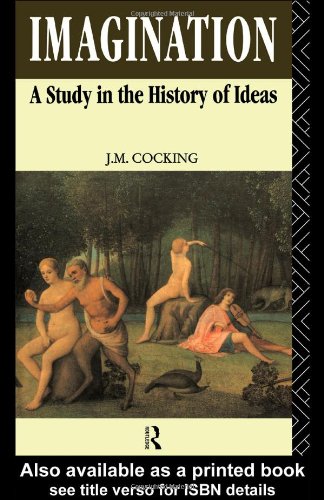 IMAGINATION
A Study in the History of Ideas
J.M. COCKING
ROUTLEDGE
Also available as a printed book
see title verso for ISBN details